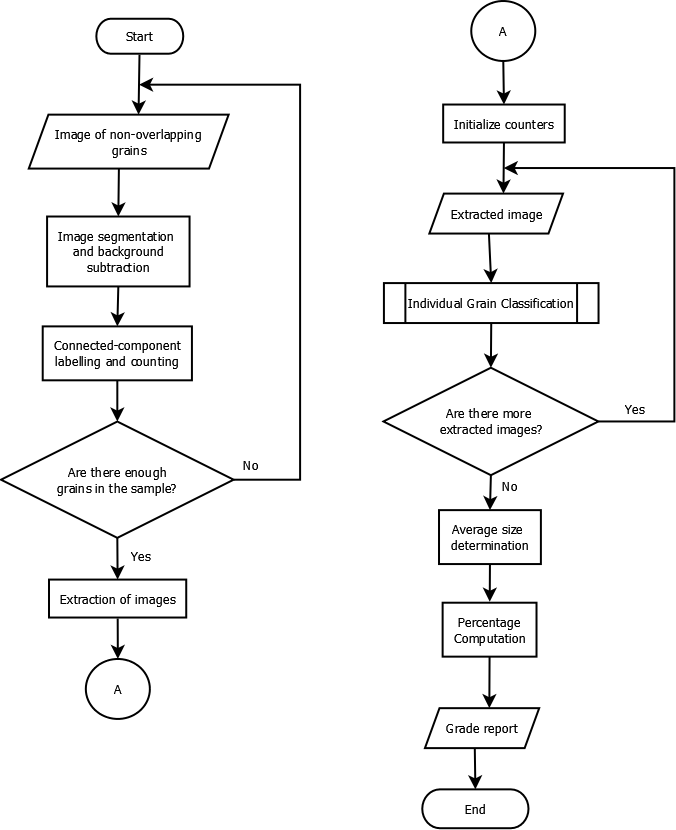 Start
Image of non-overlapping
grains
Image segmentation
and background
subtraction
Connected-component
labelling and counting
Are there enough
grains in the sample?
No
Yes
Extraction of images
A
A
Initialize counters
Extracted image
Individual Grain Classification
Are there more
extracted images?
Yes
No
Average size
determination
Percentage
Computation
Grade report
End